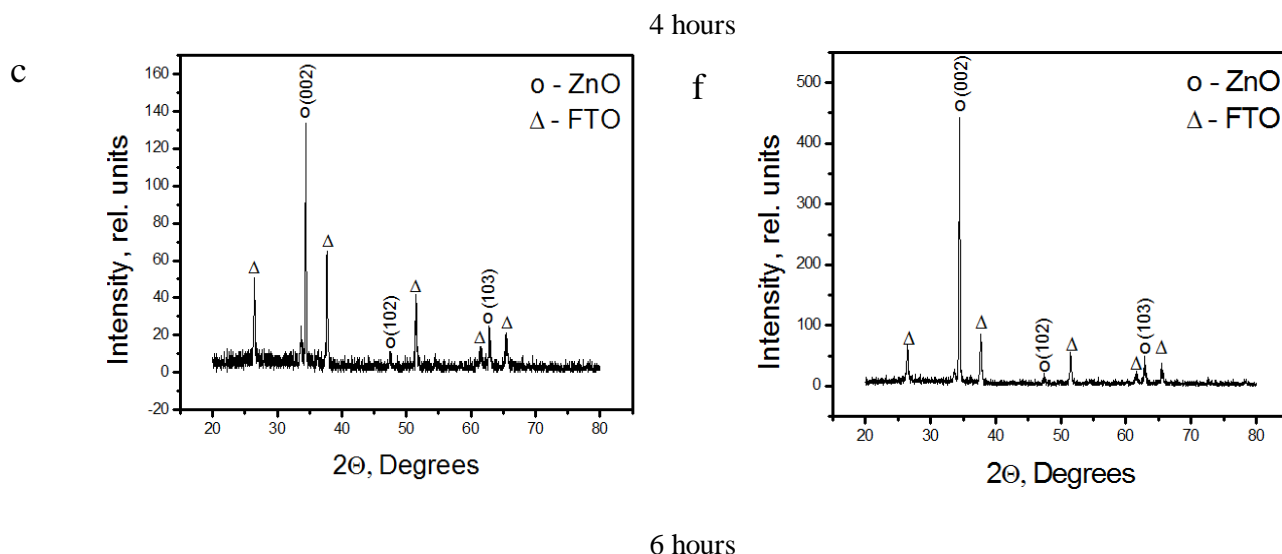 4 hours
c
160
140
120
100
80
60
40
20
0
-20
Intensity, rel. units
o - ZnO
Δ - FTO
Δ
o (002)
Δ
o (102)
Δ
Δ
o (103)
Δ
20 30 40 50 60 70 80
2Θ, Degrees
f
500
400
300
200
100
0
Intensity, rel. units
o - ZnO
Δ - FTO
Δ
o (002)
Δ
o (102)
Δ
Δ
o (103)
Δ
20 30 40 50 60 70 80
2Θ, Degrees
6 hours